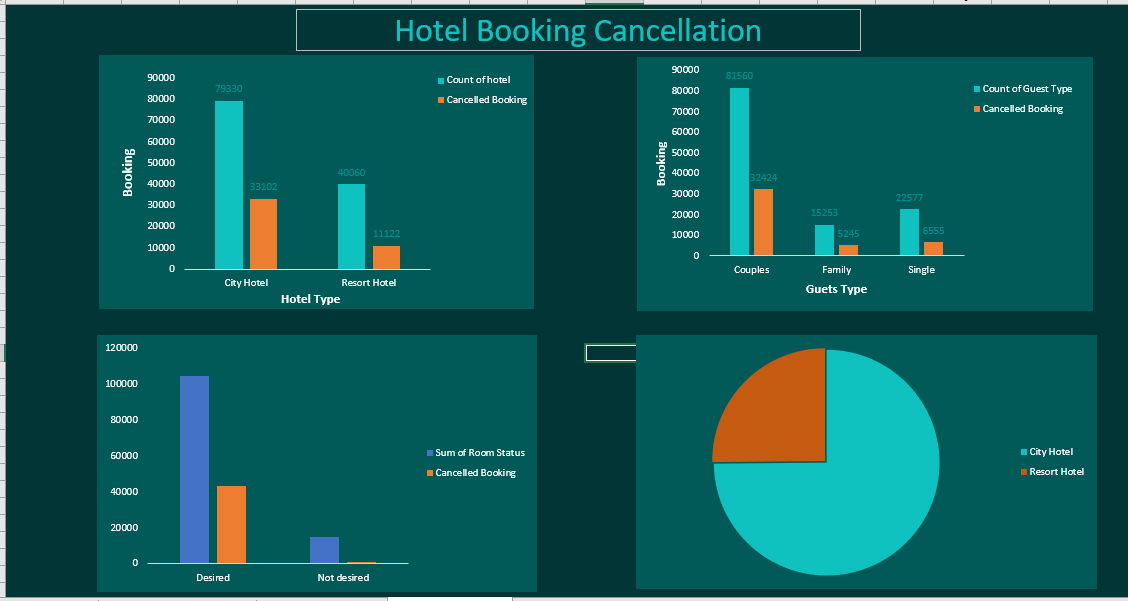 Hotel Booking Cancellation
90000
80000
70000
60000
50000
40000
30000
20000
10000
0
Booking
79330
33102
40060
11122
City Hotel
Resort Hotel
Hotel Type
Count of hotel
Cancelled Booking
90000
80000
70000
60000
50000
40000
30000
20000
10000
0
Booking
81560
32424
15253
5245
22577
6555
Couples
Family
Single
Guets Type
Count of Guest Type
Cancelled Booking
120000
100000
80000
60000
40000
20000
0
Desired
Not desired
Sum of Room Status
Cancelled Booking
City Hotel
Resort Hotel